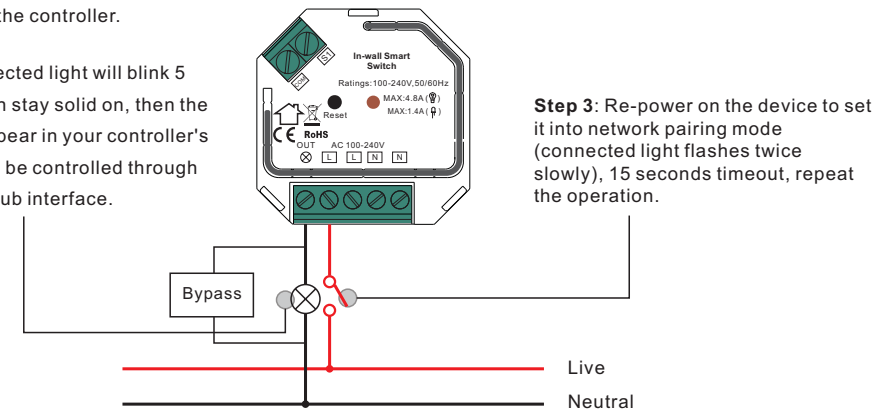 the controller.
ected light will blink 5
n stay solid on, then the
pear in your controller's
be controlled through
ub interface.
S1
COM
In-wall Smart
Switch
Ratings:100-240V,50/60Hz
MAX:4.8A ( )
MAX:1.4A ( )
Reset
CE RoHS
OUT AC 100-240V
L L N N
Step 3: Re-power on the device to set
it into network pairing mode
(connected light flashes twice
slowly), 15 seconds timeout, repeat
the operation.
Bypass
Live
Neutral